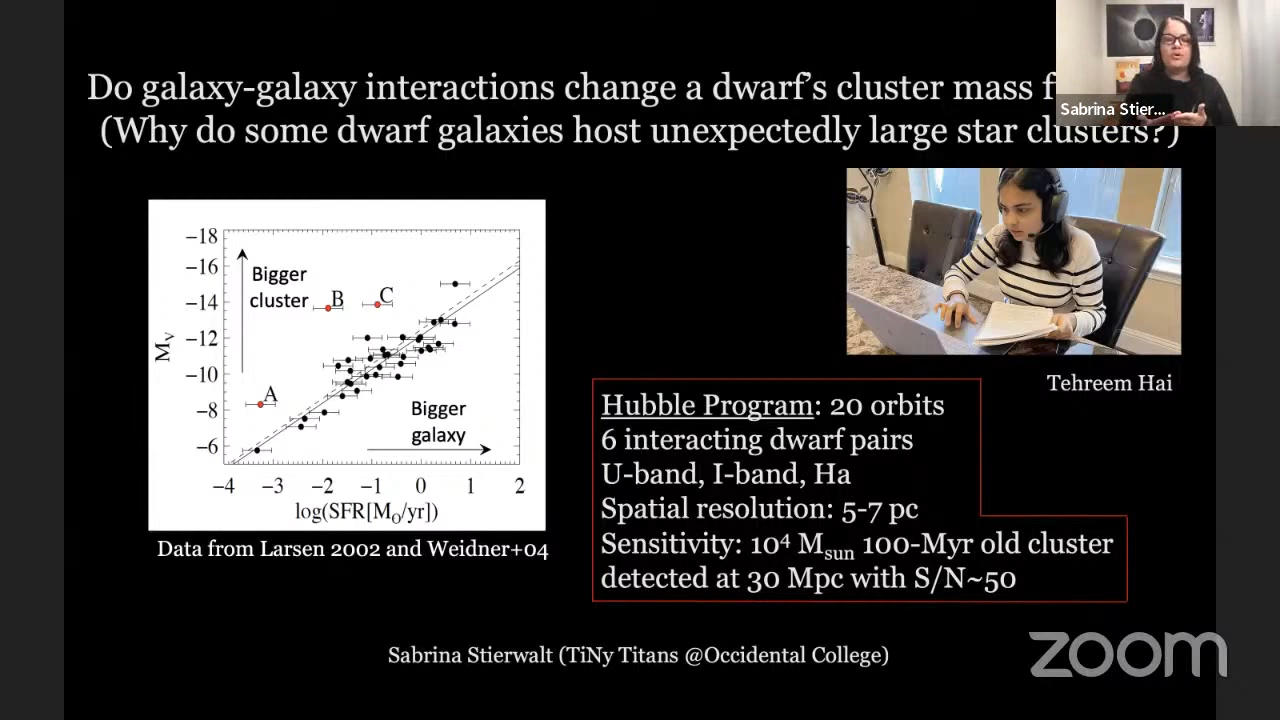 Do galaxy-galaxy interactions change a dwarf's cluster mass
(Why do some dwarf galaxies host unexpectedly large star clusters?)
Sabrina Stier...
−18
−16
−14
−12
−10
−8
−6
M_V
Bigger
cluster
B
C
A
Bigger
galaxy
−4 −3 −2 −1 0 1 2
log(SFR[M_O/yr])
Data from Larsen 2002 and Weidner+04
Tehreem Hai
Hubble Program: 20 orbits
6 interacting dwarf pairs
U-band, I-band, Ha
Spatial resolution: 5-7 pc
Sensitivity: 10⁴ M_sun 100-Myr old cluster
detected at 30 Mpc with S/N~50
Sabrina Stierwalt (TiNy Titans @Occidental College)
zoom